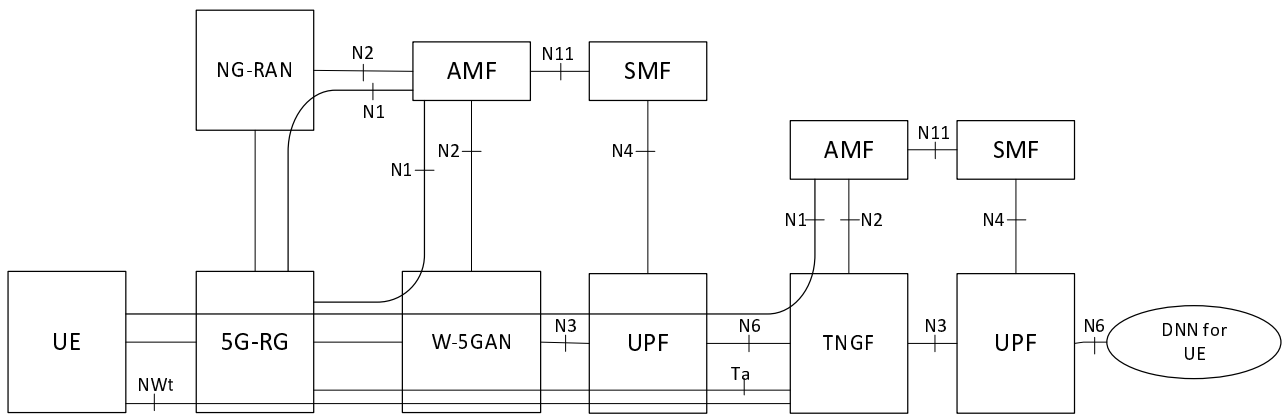 N2
N11
NG-RAN
AMF
SMF
N1
N11
AMF
SMF
N2
N4
N1
N1
N2
N4
N3
N6
N3
N6
DNN for
UE
UE
5G-RG
W-5GAN
UPF
TNGF
UPF
Ta
NWt